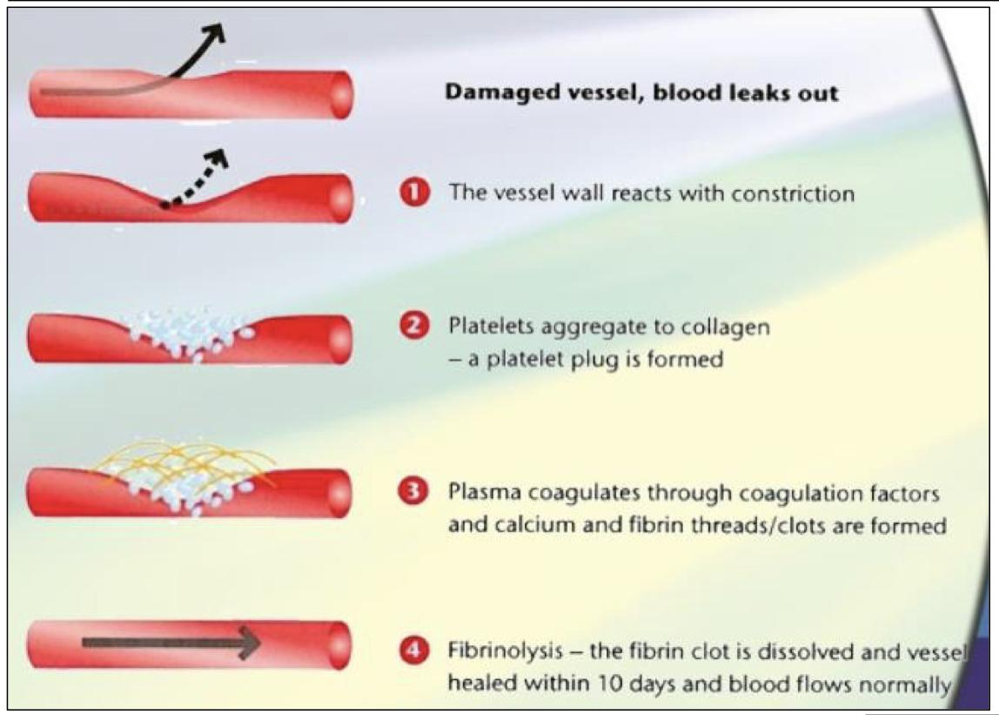 Damaged vessel, blood leaks out
1 The vessel wall reacts with constriction
2 Platelets aggregate to collagen
– a platelet plug is formed
3 Plasma coagulates through coagulation factors
and calcium and fibrin threads/clots are formed
4 Fibrinolysis – the fibrin clot is dissolved and vessel
healed within 10 days and blood flows normally